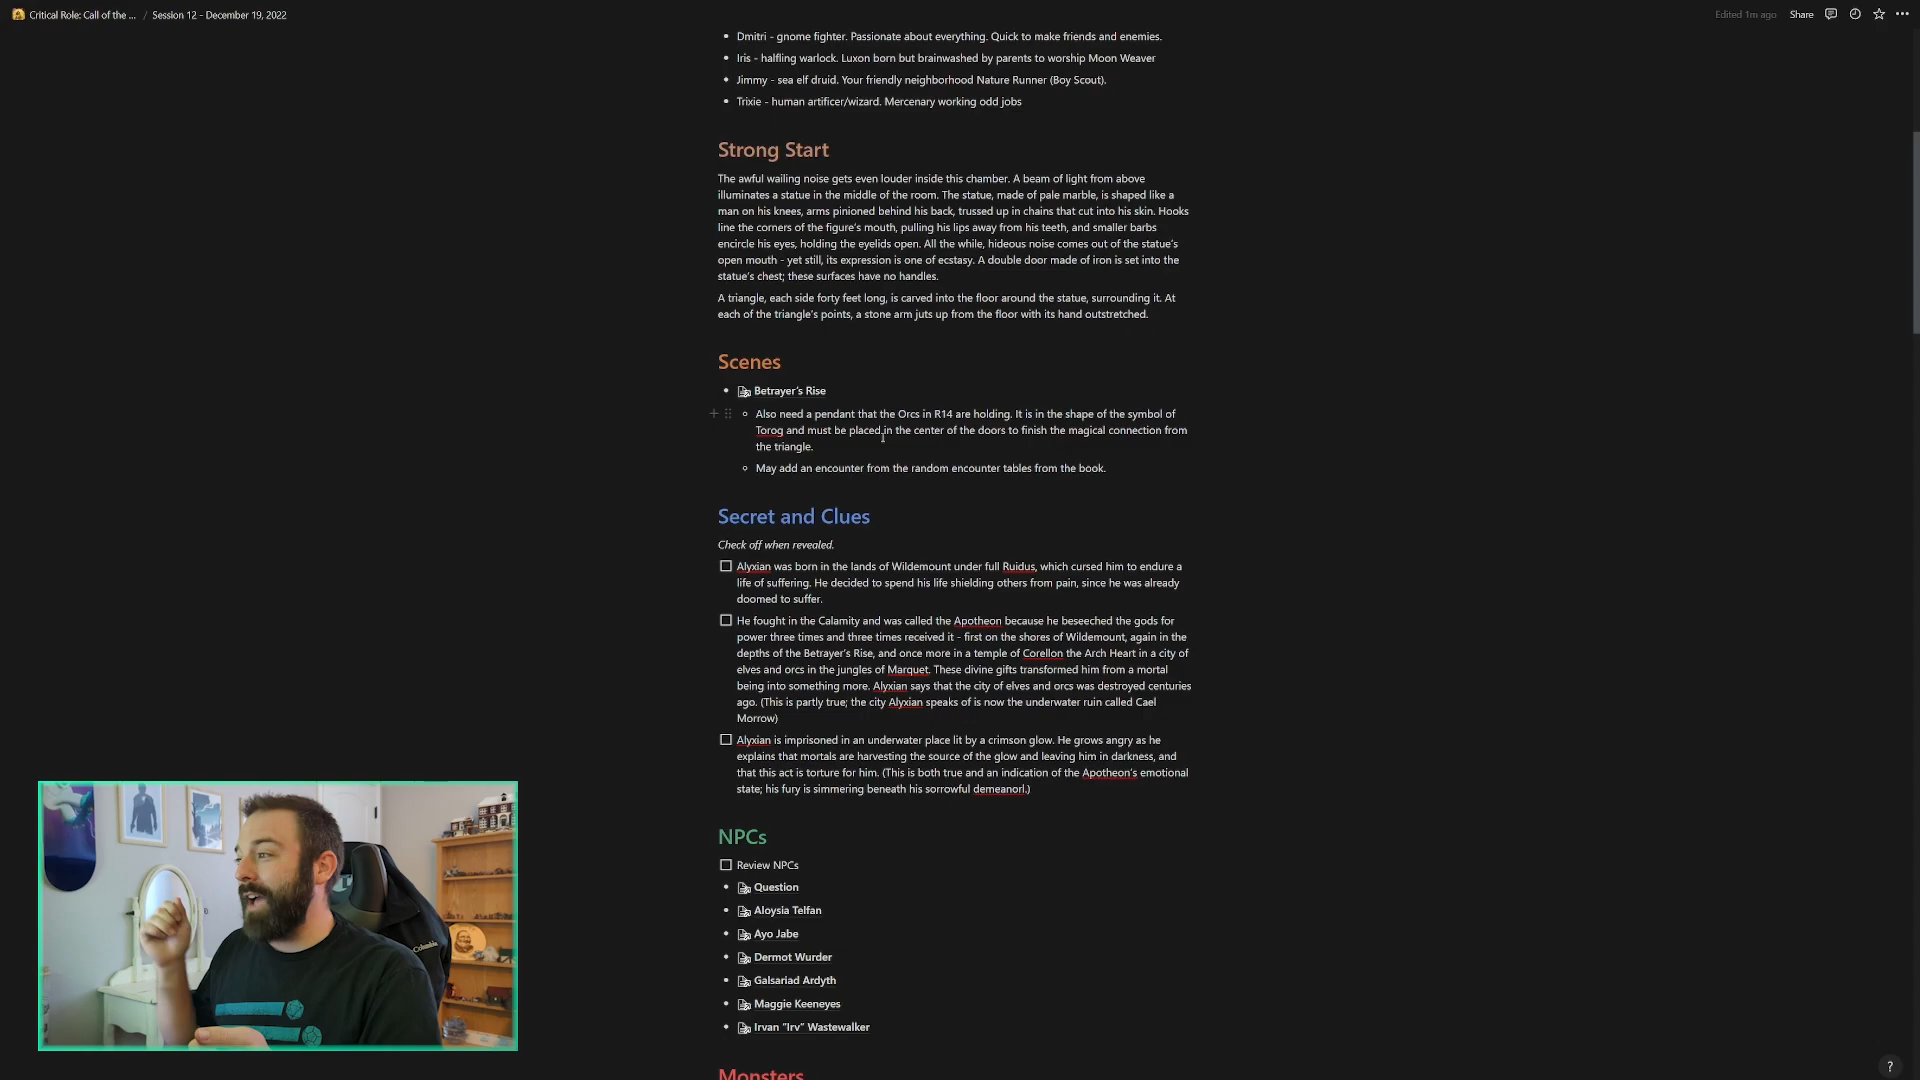 Critical Role: Call of the ... / Session 12 - December 19, 2022
Edited 1m ago Share
Dmitri - gnome fighter. Passionate about everything. Quick to make friends and enemies.
Iris - halfling warlock. Luxon born but brainwashed by parents to worship Moon Weaver
Jimmy - sea elf druid. Your friendly neighborhood Nature Runner (Boy Scout).
Trixie - human artificer/wizard. Mercenary working odd jobs
Strong Start
The awful wailing noise gets even louder inside this chamber. A beam of light from above
illuminates a statue in the middle of the room. The statue, made of pale marble, is shaped like a
man on his knees, arms pinioned behind his back, trussed up in chains that cut into his skin. Hooks
line the corners of the figure's mouth, pulling his lips away from his teeth, and smaller barbs
encircle his eyes, holding the eyelids open. All the while, hideous noise comes out of the statue's
open mouth - yet still, its expression is one of ecstasy. A double door made of iron is set into the
statue's chest; these surfaces have no handles.
A triangle, each side forty feet long, is carved into the floor around the statue, surrounding it. At
each of the triangle's points, a stone arm juts up from the floor with its hand outstretched.
Scenes
Betrayer's Rise
Also need a pendant that the Orcs in R14 are holding. It is in the shape of the symbol of
Torog and must be placed in the center of the doors to finish the magical connection from
the triangle.
May add an encounter from the random encounter tables from the book.
Secret and Clues
Check off when revealed.
Alyxian was born in the lands of Wildemount under full Ruidus, which cursed him to endure a
life of suffering. He decided to spend his life shielding others from pain, since he was already
doomed to suffer.
He fought in the Calamity and was called the Apotheon because he beseeched the gods for
power three times and three times received it - first on the shores of Wildemount, again in the
depths of the Betrayer's Rise, and once more in a temple of Corellon the Arch Heart in a city of
elves and orcs in the jungles of Marquet. These divine gifts transformed him from a mortal
being into something more. Alyxian says that the city of elves and orcs was destroyed centuries
ago. (This is partly true; the city Alyxian speaks of is now the underwater ruin called Cael
Morrow)
Alyxian is imprisoned in an underwater place lit by a crimson glow. He grows angry as he
explains that mortals are harvesting the source of the glow and leaving him in darkness, and
that this act is torture for him. (This is both true and an indication of the Apotheon's emotional
state; his fury is simmering beneath his sorrowful demeanorl.)
NPCs
Review NPCs
Question
Aloysia Telfan
Ayo Jabe
Dermot Wurder
Galsariad Ardyth
Maggie Keeneyes
Irvan "Irv" Wastewalker
Monsters
Columbia
?